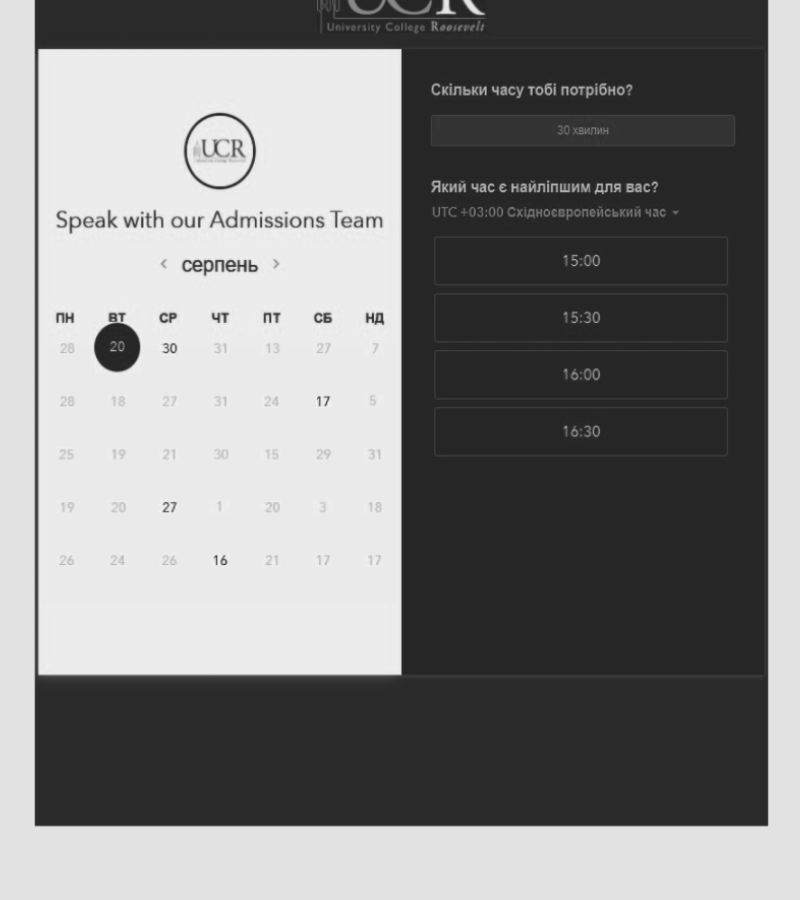 UCR
University College Roosevelt
UCR
Speak with our Admissions Team
серпень
ПН ВТ СР ЧТ ПТ СБ НД
28 20 30 31 13 27 7
28 18 27 31 24 17 5
25 19 21 30 15 29 31
19 20 27 1 20 3 18
26 24 26 16 21 17 17
Скільки часу тобі потрібно?
30 хвилин
Який час є найліпшим для вас?
UTC +03:00 Східноєвропейський час
15:00
15:30
16:00
16:30